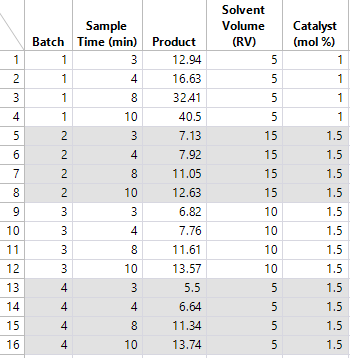 Batch Sample Time (min) Product Solvent Volume (RV) Catalyst (mol %)
1 1 3 12.94 5 1
2 1 4 16.63 5 1
3 1 8 32.41 5 1
4 1 10 40.5 5 1
5 2 3 7.13 15 1.5
6 2 4 7.92 15 1.5
7 2 8 11.05 15 1.5
8 2 10 12.63 15 1.5
9 3 3 6.82 10 1.5
10 3 4 7.76 10 1.5
11 3 8 11.61 10 1.5
12 3 10 13.57 10 1.5
13 4 3 5.5 5 1.5
14 4 4 6.64 5 1.5
15 4 8 11.34 5 1.5
16 4 10 13.74 5 1.5